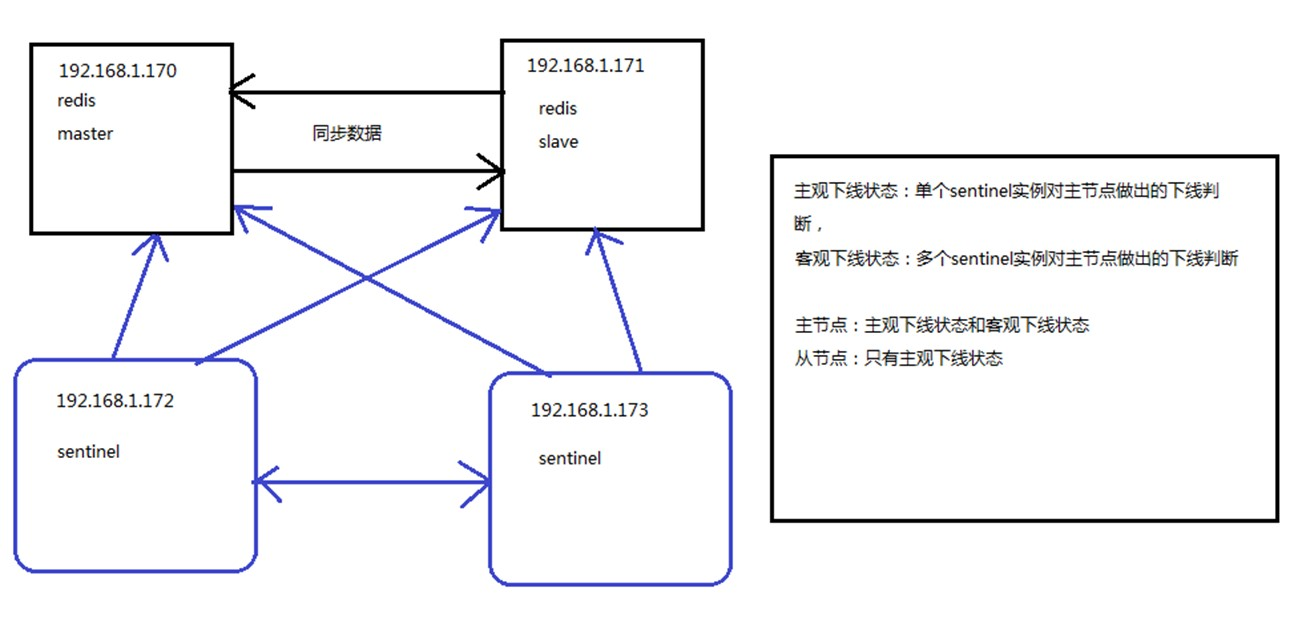 192.168.1.170
redis
master
同步数据
192.168.1.171
redis
slave
主观下线状态：单个sentinel实例对主节点做出的下线判
断，
客观下线状态：多个sentinel实例对主节点做出的下线判断
主节点：主观下线状态和客观下线状态
从节点：只有主观下线状态
192.168.1.172
sentinel
192.168.1.173
sentinel